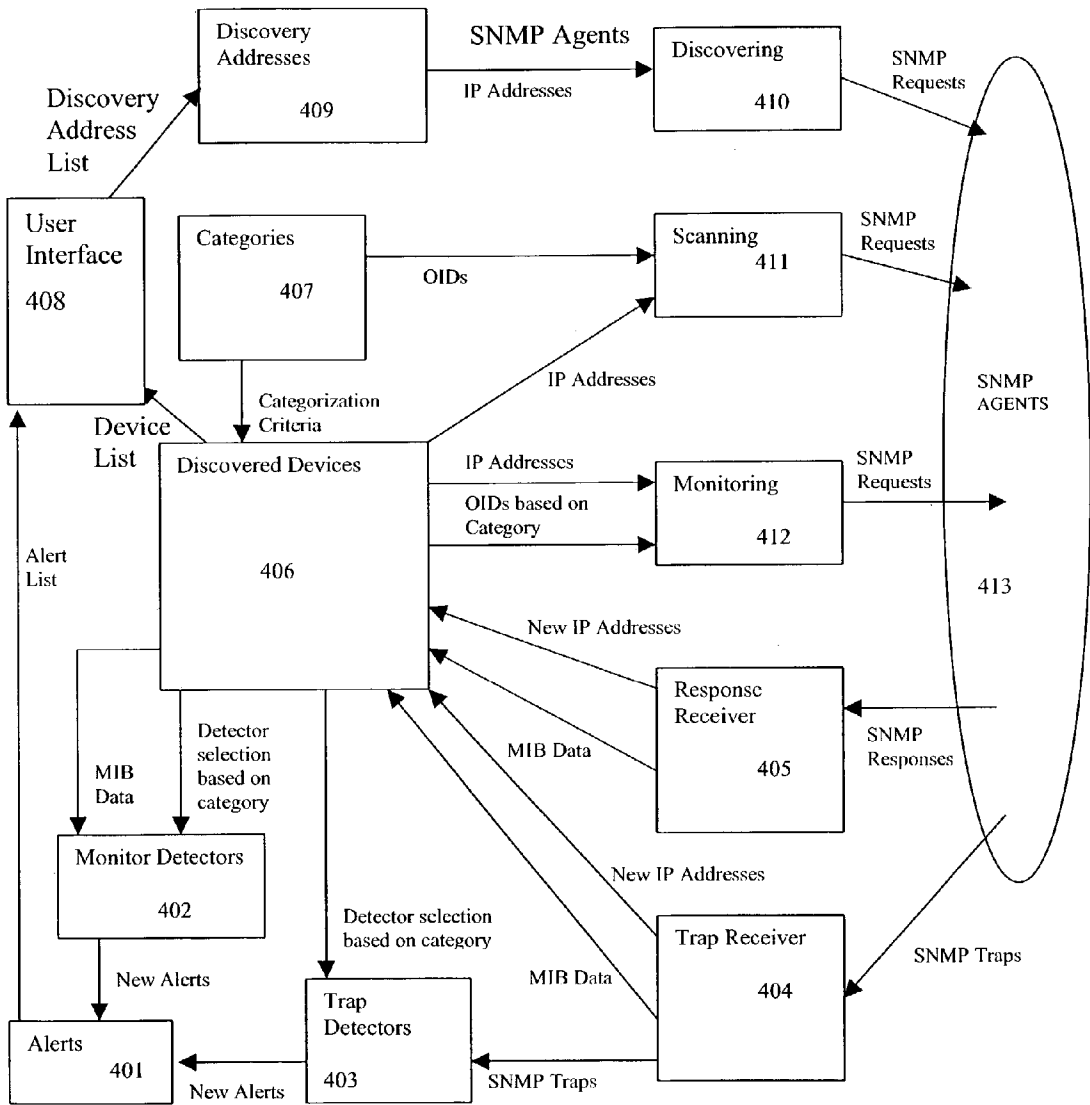 Discovery
Addresses
409
SNMP Agents
IP Addresses
Discovering
410
SNMP
Requests
Discovery
Address
List
User
Interface
408
Categories
407
OIDs
Scanning
411
SNMP
Requests
IP Addresses
Categorization
Criteria
Device
List
SNMP
AGENTS
413
Discovered Devices
406
IP Addresses
OIDs based on
Category
Monitoring
412
SNMP
Requests
Alert
List
New IP Addresses
MIB Data
Response
Receiver
405
SNMP
Responses
MIB
Data
Detector
selection
based on
category
Monitor Detectors
402
New Alerts
Detector selection
based on category
New IP Addresses
MIB Data
Trap Receiver
404
SNMP Traps
Alerts
401
New Alerts
Trap
Detectors
403
SNMP Traps